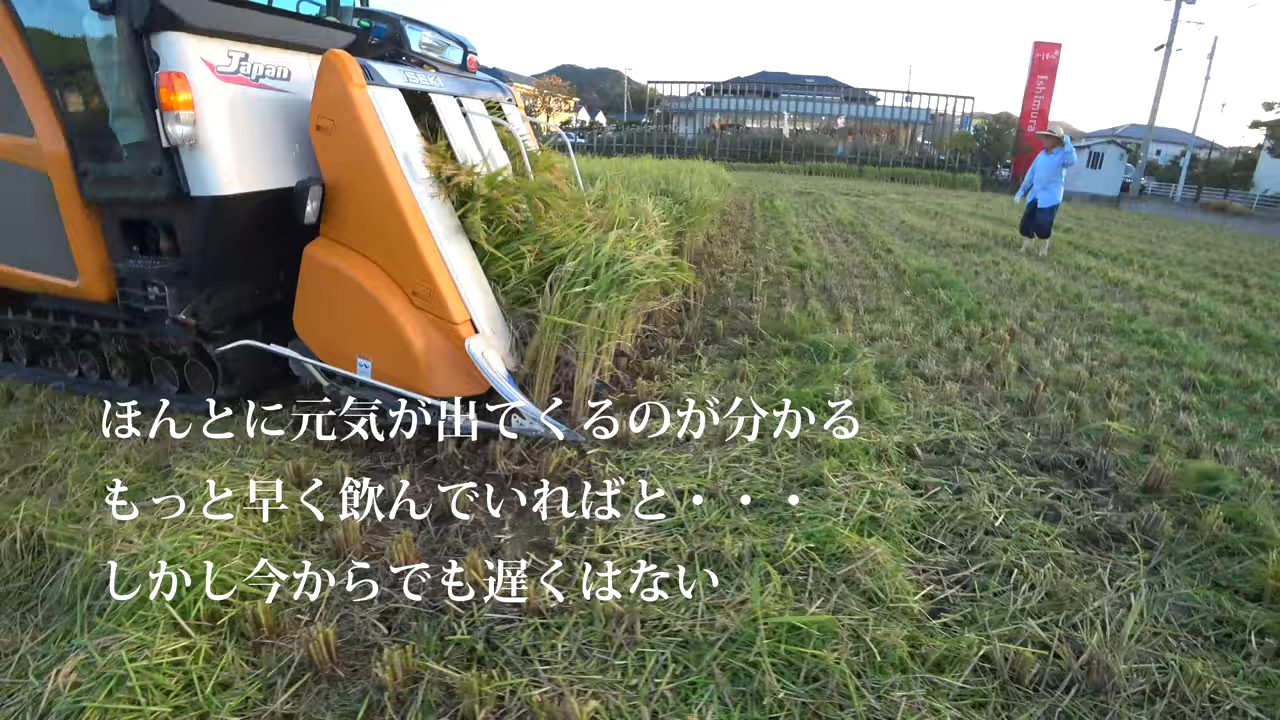 Japan
ISEKI
Ishimura
ほんとに元気が出てくるのが分かる
もっと早く飲んでいればと・・・
しかし今からでも遅くはない